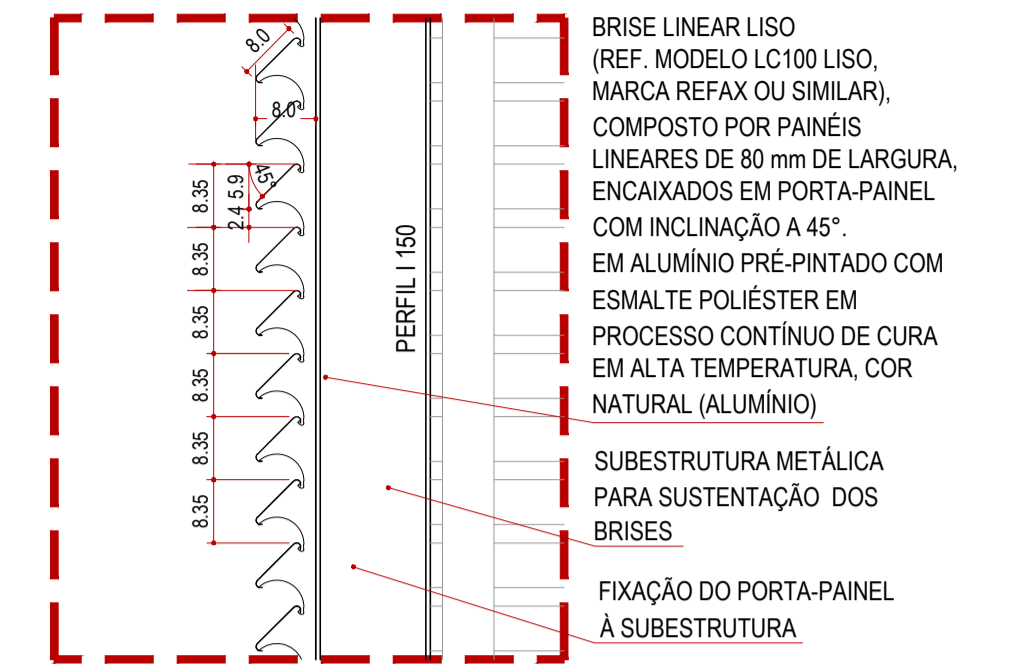 BRISE LINEAR LISO
(REF. MODELO LC100 LISO,
MARCA REFAX OU SIMILAR),
COMPOSTO POR PAINÉIS
LINEARES DE 80 mm DE LARGURA,
ENCAIXADOS EM PORTA-PAINEL
COM INCLINAÇÃO A 45°.
EM ALUMÍNIO PRÉ-PINTADO COM
ESMALTE POLIÉSTER EM
PROCESSO CONTÍNUO DE CURA
EM ALTA TEMPERATURA, COR
NATURAL (ALUMÍNIO)
SUBESTRUTURA METÁLICA
PARA SUSTENTAÇÃO DOS
BRISES
FIXAÇÃO DO PORTA-PAINEL
À SUBESTRUTURA
PERFIL I 150
8.0
8.0
45°
2.4 5.9
8.35
8.35
8.35
8.35
8.35
8.35